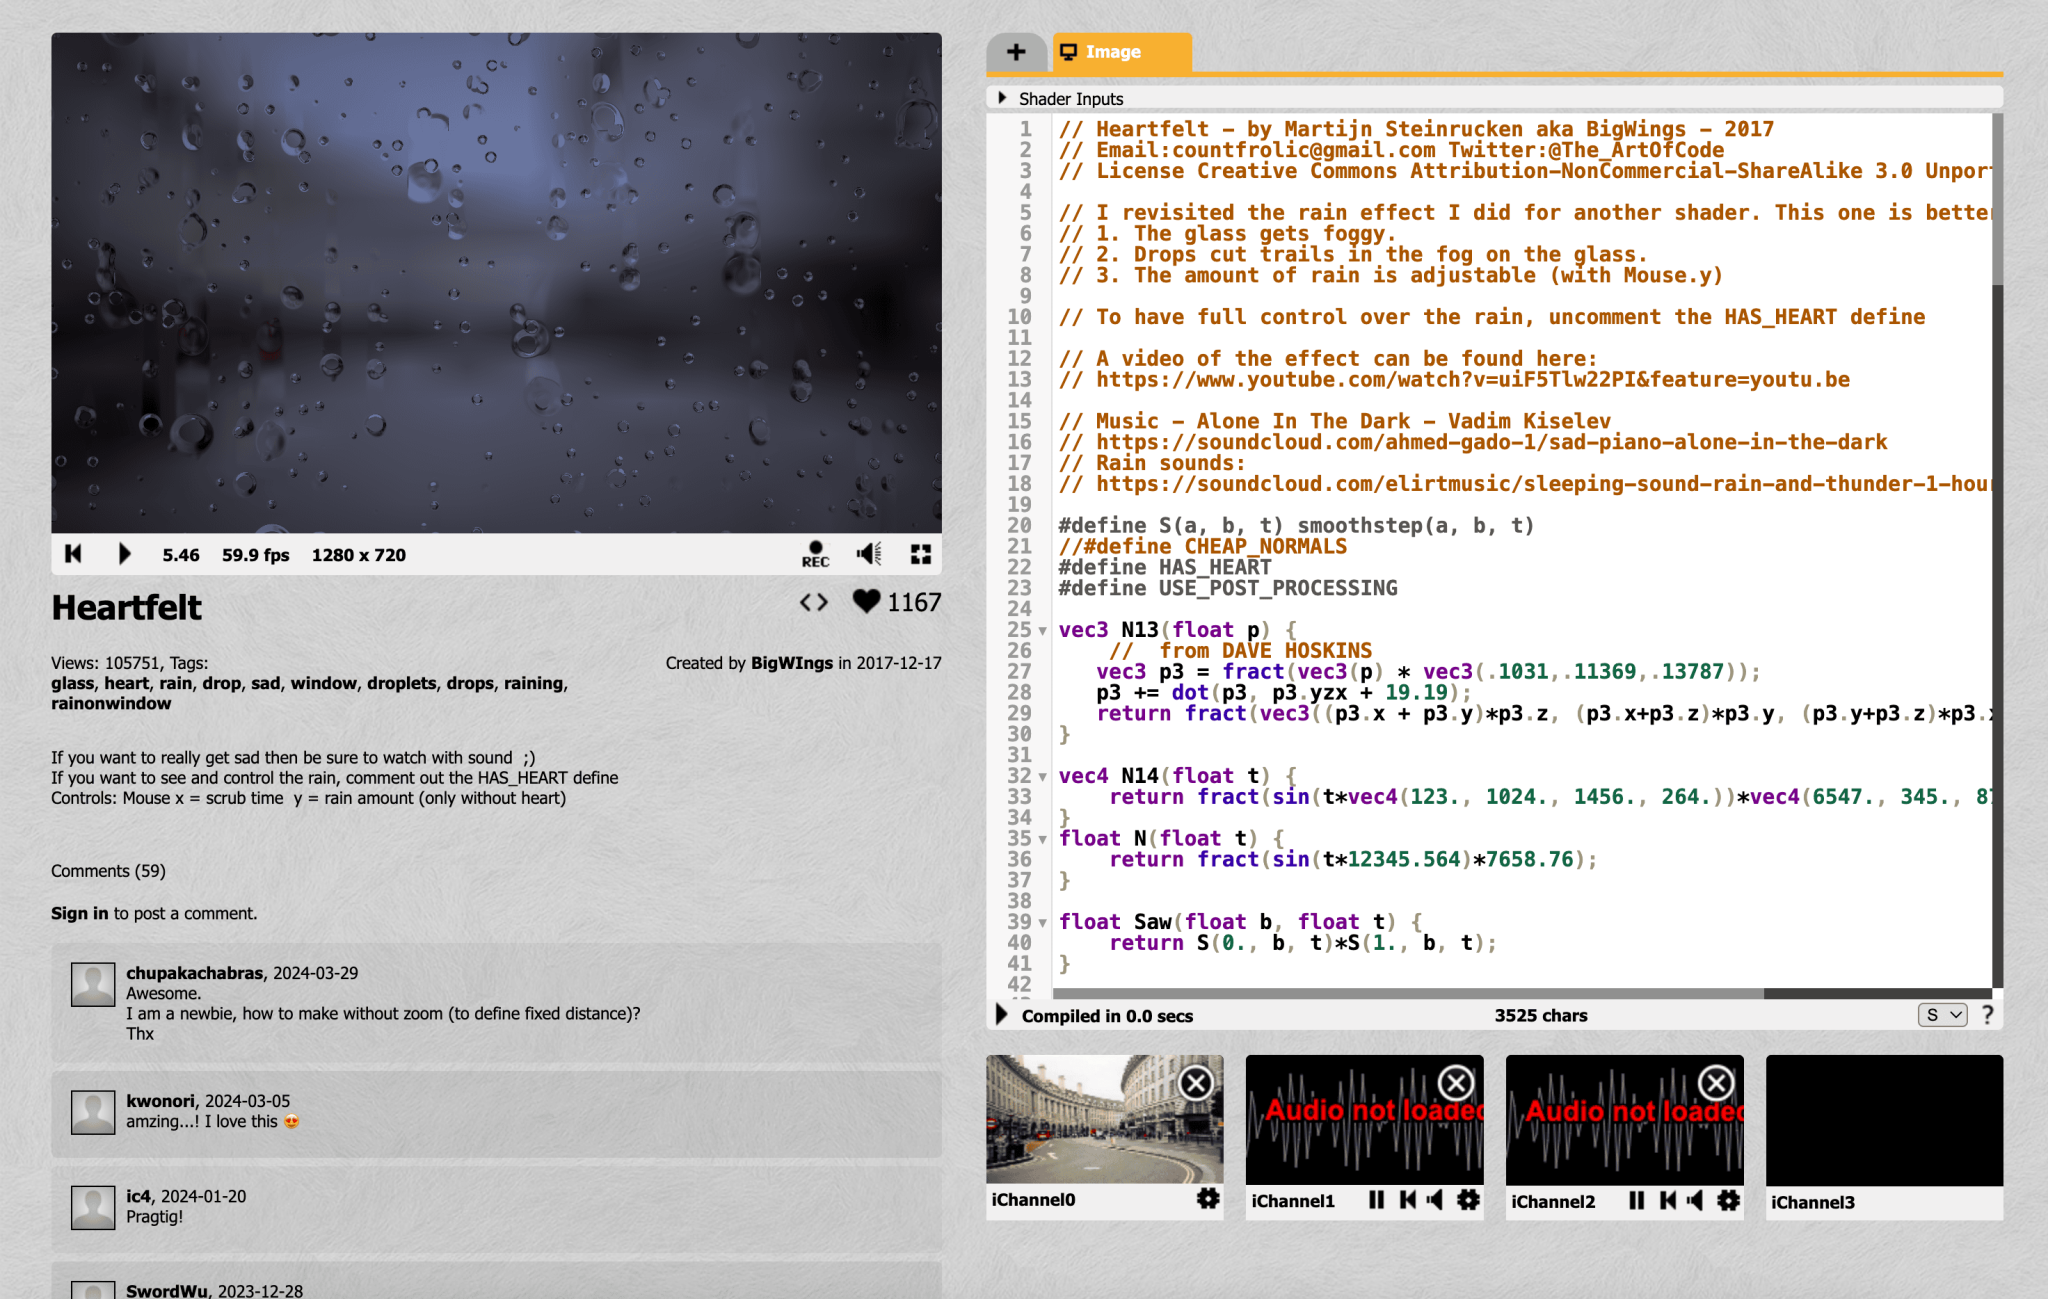 5.46 59.9 fps 1280 x 720
REC
Heartfelt
1167
Views: 105751, Tags:
glass, heart, rain, drop, sad, window, droplets, drops, raining,
rainonwindow
Created by BigWIngs in 2017-12-17
If you want to really get sad then be sure to watch with sound ;)
If you want to see and control the rain, comment out the HAS_HEART define
Controls: Mouse x = scrub time y = rain amount (only without heart)
Comments (59)
Sign in to post a comment.
chupakachabras, 2024-03-29
Awesome.
I am a newbie, how to make without zoom (to define fixed distance)?
Thx
kwonori, 2024-03-05
amzing...! I love this 😍
ic4, 2024-01-20
Pragtig!
SwordWu, 2023-12-28
+ Image
Shader Inputs
1 // Heartfelt - by Martijn Steinrucken aka BigWings - 2017
2 // Email:countfrolic@gmail.com Twitter:@The_ArtOfCode
3 // License Creative Commons Attribution-NonCommercial-ShareAlike 3.0 Unpor
4
5 // I revisited the rain effect I did for another shader. This one is better
6 // 1. The glass gets foggy.
7 // 2. Drops cut trails in the fog on the glass.
8 // 3. The amount of rain is adjustable (with Mouse.y)
9
10 // To have full control over the rain, uncomment the HAS_HEART define
11
12 // A video of the effect can be found here:
13 // https://www.youtube.com/watch?v=uiF5Tlw22PI&feature=youtu.be
14
15 // Music - Alone In The Dark - Vadim Kiselev
16 // https://soundcloud.com/ahmed-gado-1/sad-piano-alone-in-the-dark
17 // Rain sounds:
18 // https://soundcloud.com/elirtmusic/sleeping-sound-rain-and-thunder-1-hou
19
20 #define S(a, b, t) smoothstep(a, b, t)
21 //#define CHEAP_NORMALS
22 #define HAS_HEART
23 #define USE_POST_PROCESSING
24
25 vec3 N13(float p) {
26 // from DAVE HOSKINS
27 vec3 p3 = fract(vec3(p) * vec3(.1031,.11369,.13787));
28 p3 += dot(p3, p3.yzx + 19.19);
29 return fract(vec3((p3.x + p3.y)*p3.z, (p3.x+p3.z)*p3.y, (p3.y+p3.z)*p3.x
30 }
31
32 vec4 N14(float t) {
33 return fract(sin(t*vec4(123., 1024., 1456., 264.))*vec4(6547., 345., 87
34 }
35 float N(float t) {
36 return fract(sin(t*12345.564)*7658.76);
37 }
38
39 float Saw(float b, float t) {
40 return S(0., b, t)*S(1., b, t);
41 }
42
Compiled in 0.0 secs 3525 chars S ?
Audio not loaded
Audio not loaded
iChannel0 iChannel1 iChannel2 iChannel3